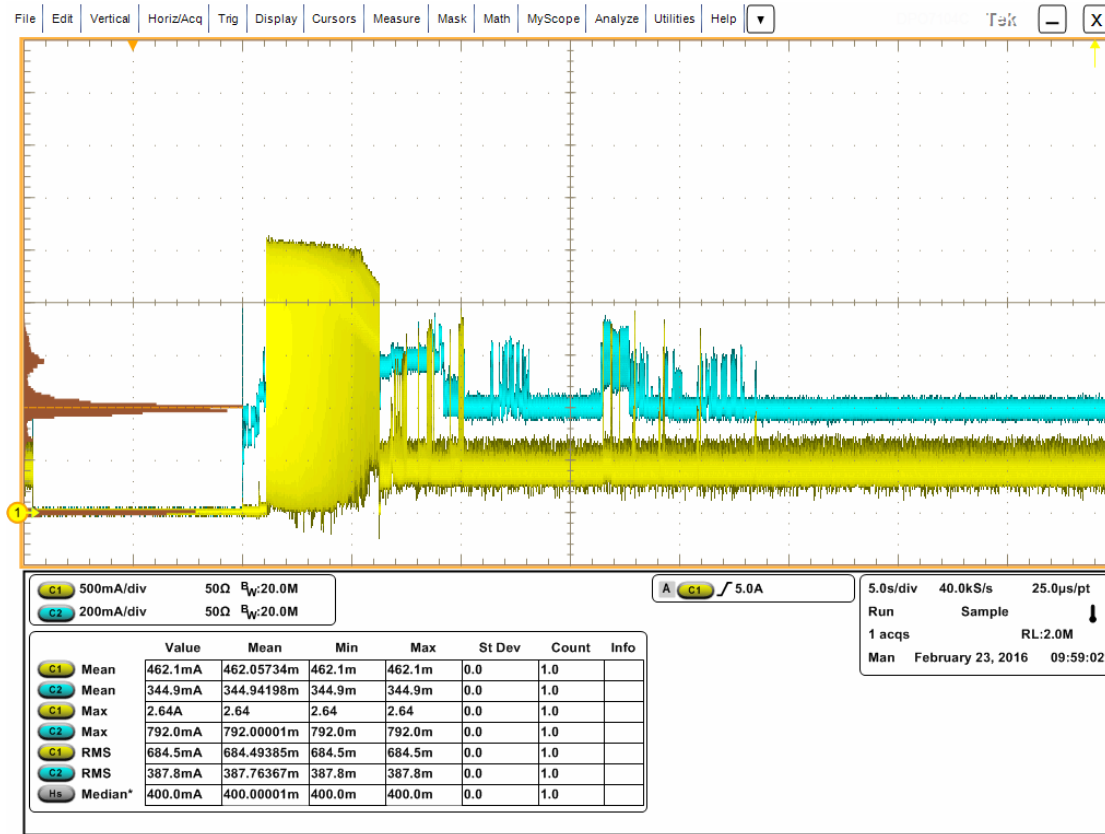 File Edit Vertical Horiz/Acq Trig Display Cursors Measure Mask Math MyScope Analyze Utilities Help Tek X
1
C1 500mA/div 50Ω BW:20.0M
C2 200mA/div 50Ω BW:20.0M
A C1 5.0A
5.0s/div 40.0kS/s 25.0µs/pt
Run Sample
1 acqs RL:2.0M
Man February 23, 2016 09:59:02
Value Mean Min Max St Dev Count Info
C1 Mean 462.1mA 462.05734m 462.1m 462.1m 0.0 1.0
C2 Mean 344.9mA 344.94198m 344.9m 344.9m 0.0 1.0
C1 Max 2.64A 2.64 2.64 2.64 0.0 1.0
C2 Max 792.0mA 792.00001m 792.0m 792.0m 0.0 1.0
C1 RMS 684.5mA 684.49385m 684.5m 684.5m 0.0 1.0
C2 RMS 387.8mA 387.76367m 387.8m 387.8m 0.0 1.0
Hs Median* 400.0mA 400.00001m 400.0m 400.0m 0.0 1.0